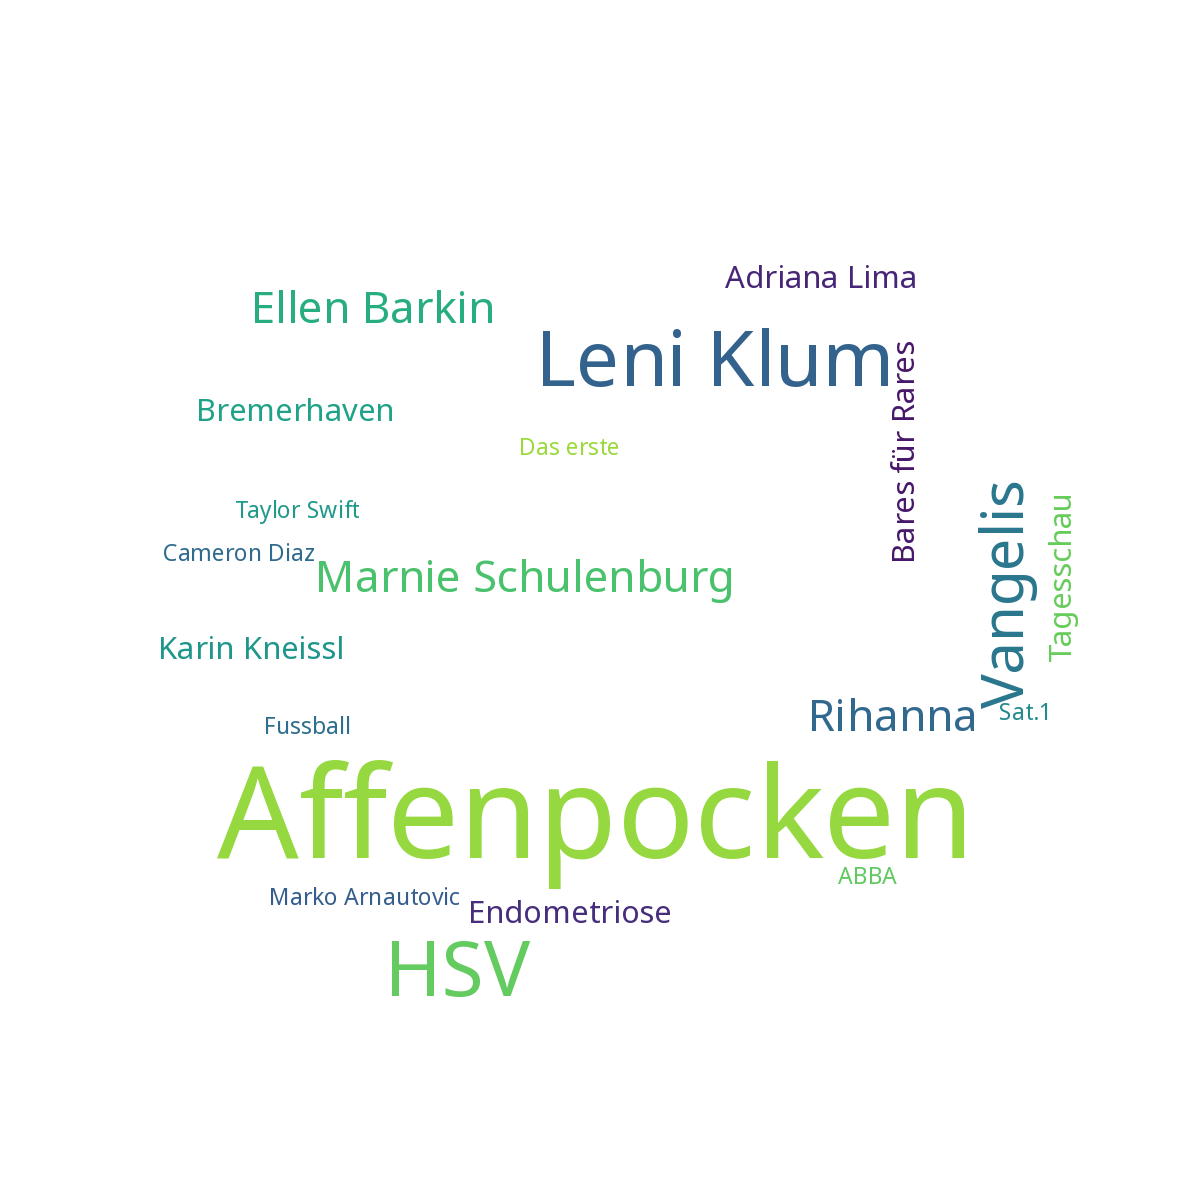 Adriana Lima
Ellen Barkin
Leni Klum
Bares für Rares
Bremerhaven
Das erste
Vangelis
Tagesschau
Taylor Swift
Cameron Diaz
Marnie Schulenburg
Karin Kneissl
Rihanna
Sat.1
Fussball
Affenpocken
ABBA
Marko Arnautovic
Endometriose
HSV